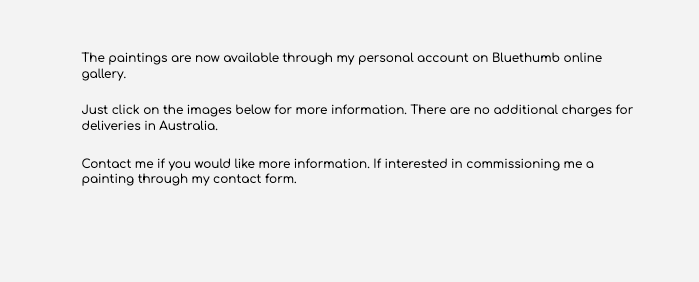 The paintings are now available through my personal account on Bluethumb online
gallery.
Just click on the images below for more information. There are no additional charges for
deliveries in Australia.
Contact me if you would like more information. If interested in commissioning me a
painting through my contact form.